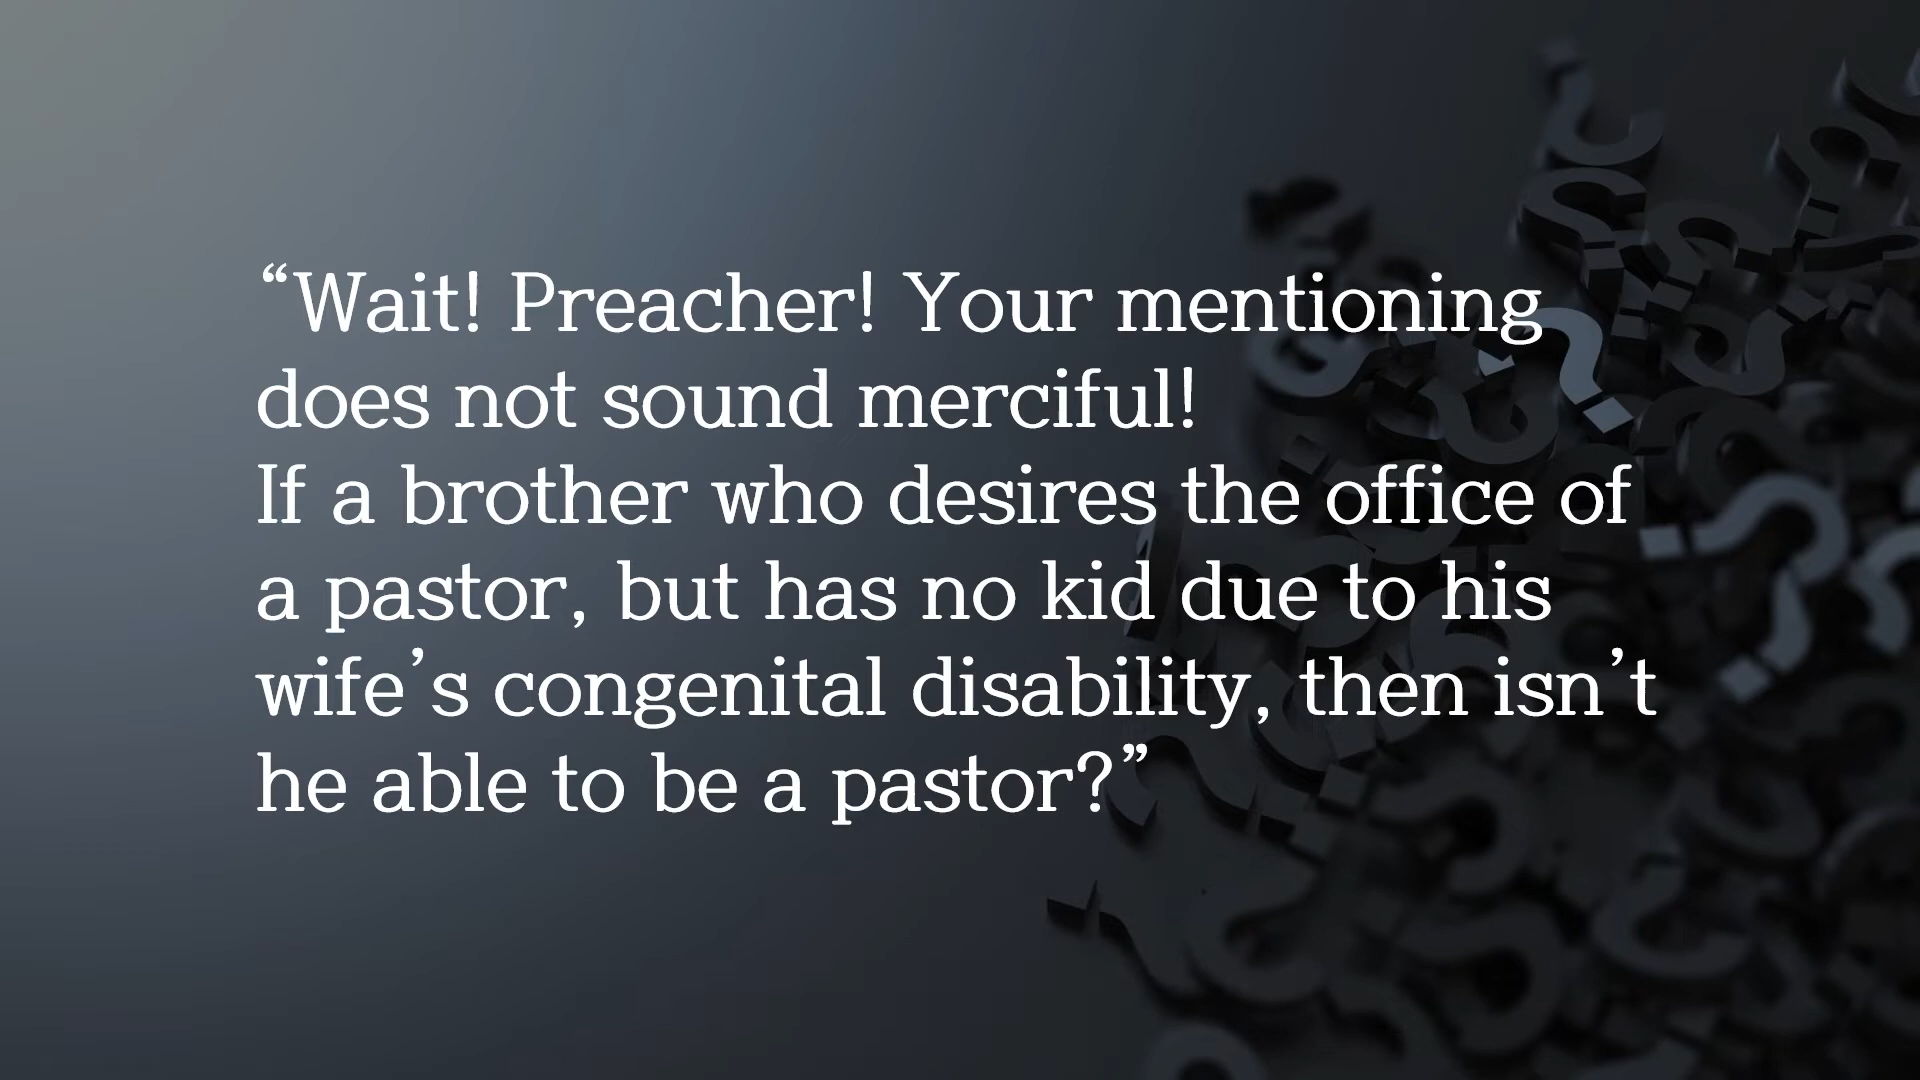 “Wait! Preacher! Your mentioning
does not sound merciful!
If a brother who desires the office of
a pastor, but has no kid due to his
wife’s congenital disability, then isn’t
he able to be a pastor?”